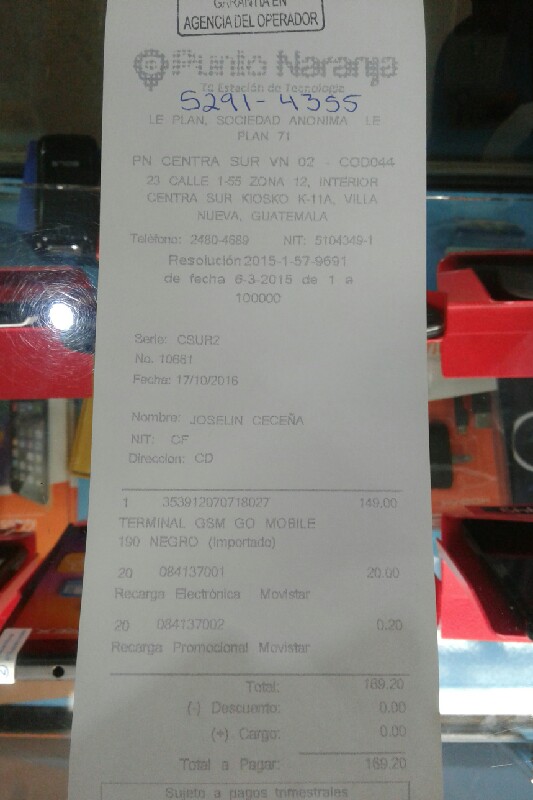 GARANTIA EN
AGENCIA DEL OPERADOR
Punto Naranja
Tu Estación de Tecnología
5291-4355
LE PLAN, SOCIEDAD ANONIMA LE
PLAN 71
PN CENTRA SUR VN 02 - COD044
23 CALLE 1-55 ZONA 12, INTERIOR
CENTRA SUR KIOSKO K-11A, VILLA
NUEVA, GUATEMALA
Teléfono: 2480-4689 NIT: 5104349-1
Resolución 2015-1-57-9691
de fecha 6-3-2015 de 1 a
100000
Serie: CSUR2
No. 10681
Fecha: 17/10/2016
Nombre: JOSELIN CECEÑA
NIT: CF
Direccion: CD
1 353912070718027 149.00
TERMINAL GSM GO MOBILE
190 NEGRO (Importado)
20 084137001 20.00
Recarga Electrónica Movistar
20 084137002 0.20
Recarga Promocional Movistar
Total: 169.20
(-) Descuento: 0.00
(+) Cargo: 0.00
Total a Pagar: 169.20
Sujeto a pagos trimestrales